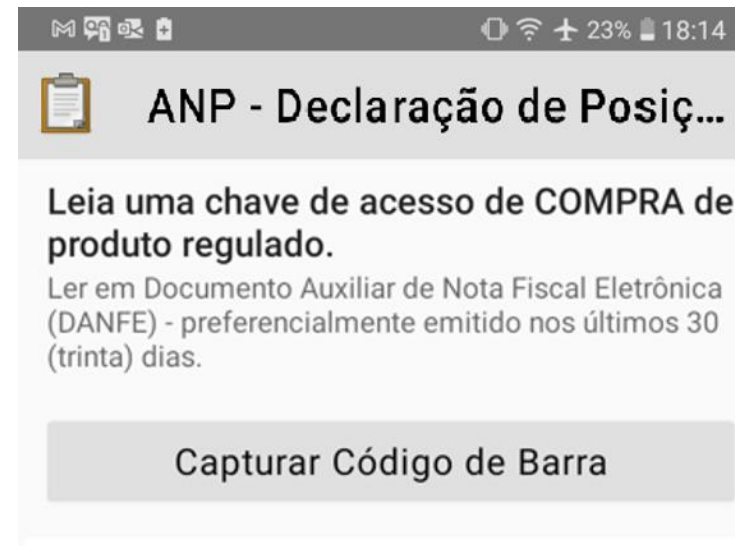 23% 18:14
ANP - Declaração de Posiç...
Leia uma chave de acesso de COMPRA de
produto regulado.
Ler em Documento Auxiliar de Nota Fiscal Eletrônica
(DANFE) - preferencialmente emitido nos últimos 30
(trinta) dias.
Capturar Código de Barra